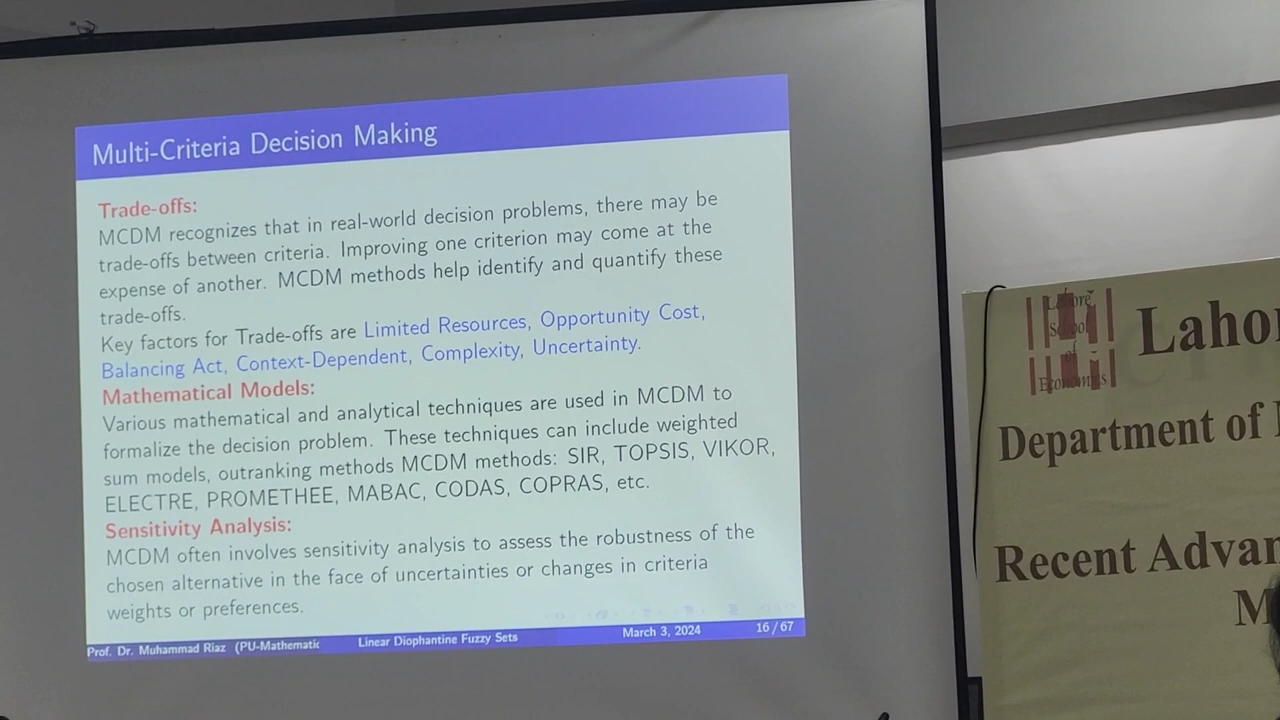 Multi-Criteria Decision Making
Trade-offs:
MCDM recognizes that in real-world decision problems, there may be
trade-offs between criteria. Improving one criterion may come at the
expense of another. MCDM methods help identify and quantify these
trade-offs.
Key factors for Trade-offs are Limited Resources, Opportunity Cost,
Balancing Act, Context-Dependent, Complexity, Uncertainty.
Mathematical Models:
Various mathematical and analytical techniques are used in MCDM to
formalize the decision problem. These techniques can include weighted
sum models, outranking methods MCDM methods: SIR, TOPSIS, VIKOR,
ELECTRE, PROMETHEE, MABAC, CODAS, COPRAS, etc.
Sensitivity Analysis:
MCDM often involves sensitivity analysis to assess the robustness of the
chosen alternative in the face of uncertainties or changes in criteria
weights or preferences.
Prof. Dr. Muhammad Riaz (PU-Mathematic
Linear Diophantine Fuzzy Sets
March 3, 2024
16 / 67
Lahore
School
of
Economics
Laho
Department of
Recent Advan
M